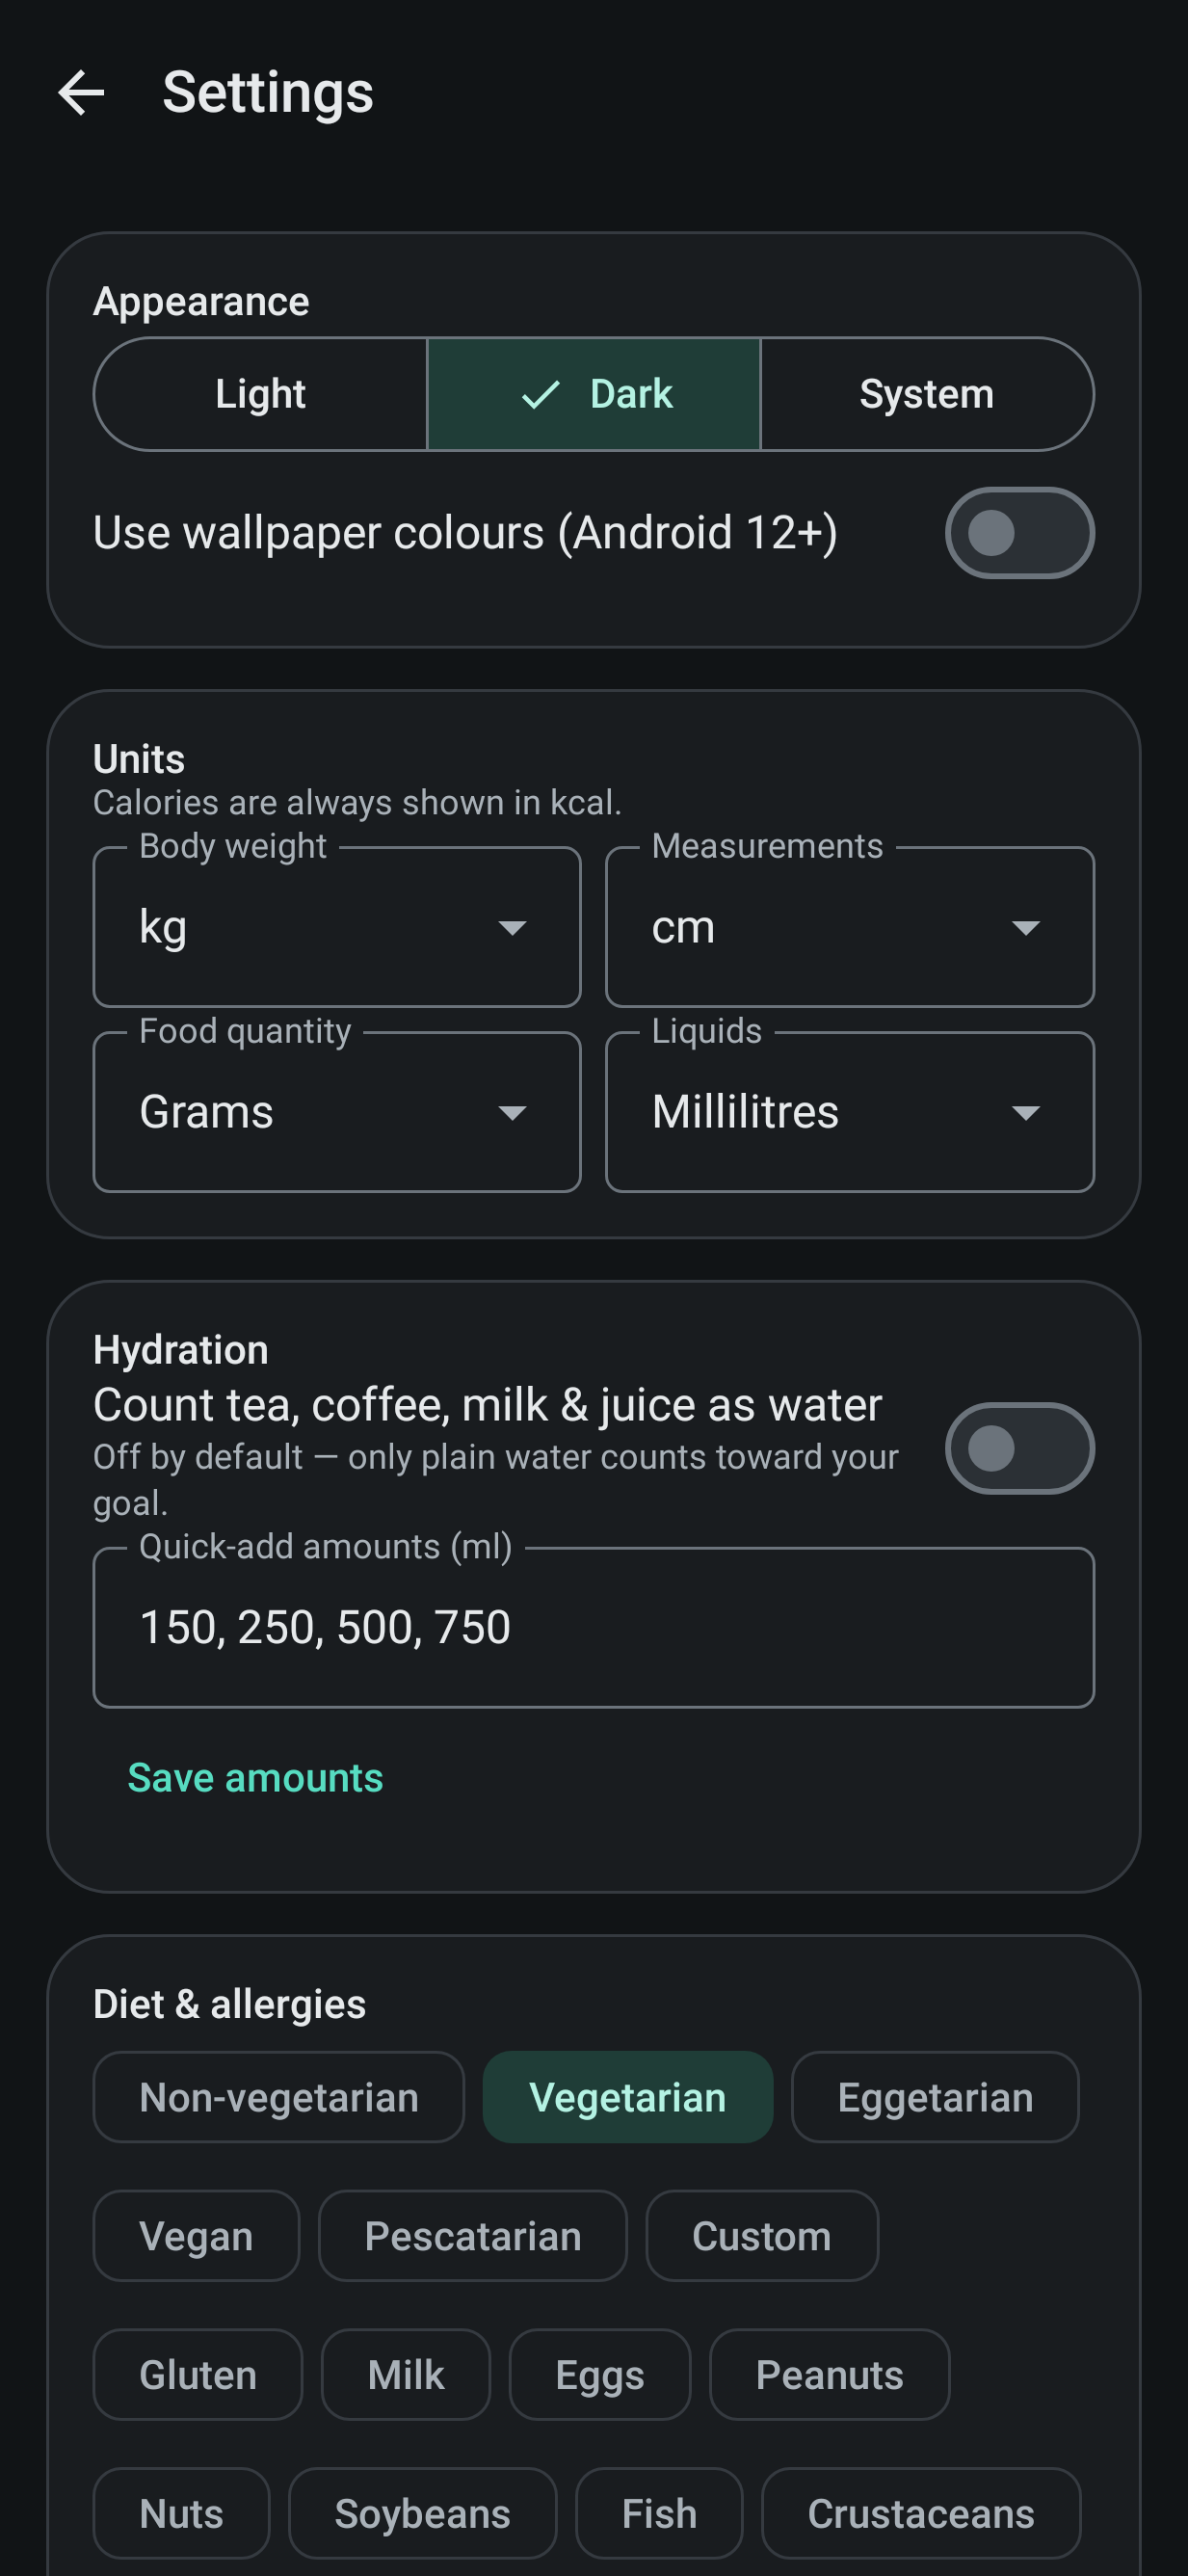 Settings
Appearance
Light
Dark
System
Use wallpaper colours (Android 12+)
Units
Calories are always shown in kcal.
Body weight
Measurements
kg
cm
Food quantity
Liquids
Grams
Millilitres
Hydration
Count tea, coffee, milk & juice as water
Off by default — only plain water counts toward your
goal.
Quick-add amounts (ml)
150, 250, 500, 750
Save amounts
Diet & allergies
Non-vegetarian
Vegetarian
Eggetarian
Vegan
Pescatarian
Custom
Gluten
Milk
Eggs
Peanuts
Nuts
Soybeans
Fish
Crustaceans